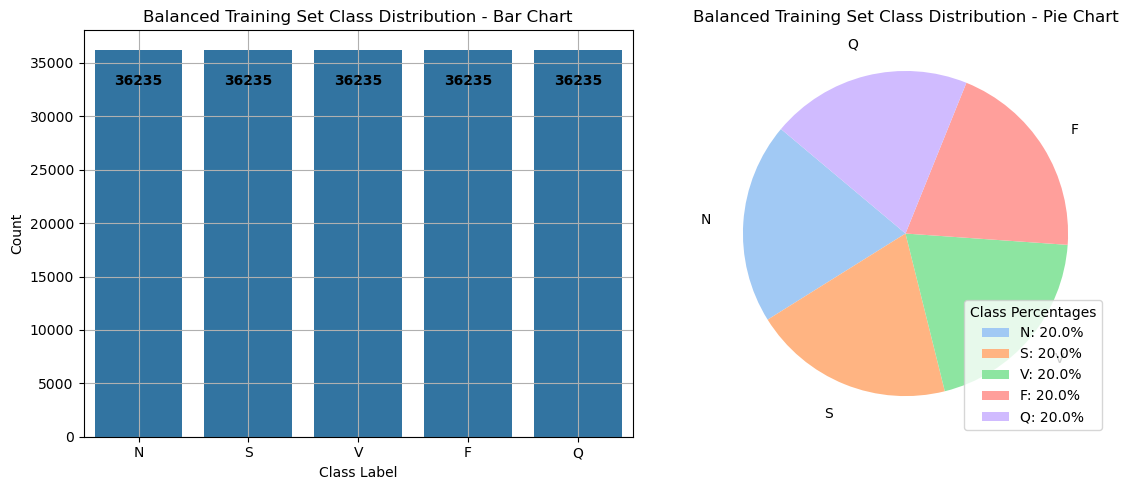 Balanced Training Set Class Distribution - Bar Chart
35000
30000
25000
20000
15000
10000
5000
0
Count
36235
36235
36235
36235
36235
N
S
V
F
Q
Class Label
Balanced Training Set Class Distribution - Pie Chart
Q
F
N
S
V
Class Percentages
N: 20.0%
S: 20.0%
V: 20.0%
F: 20.0%
Q: 20.0%